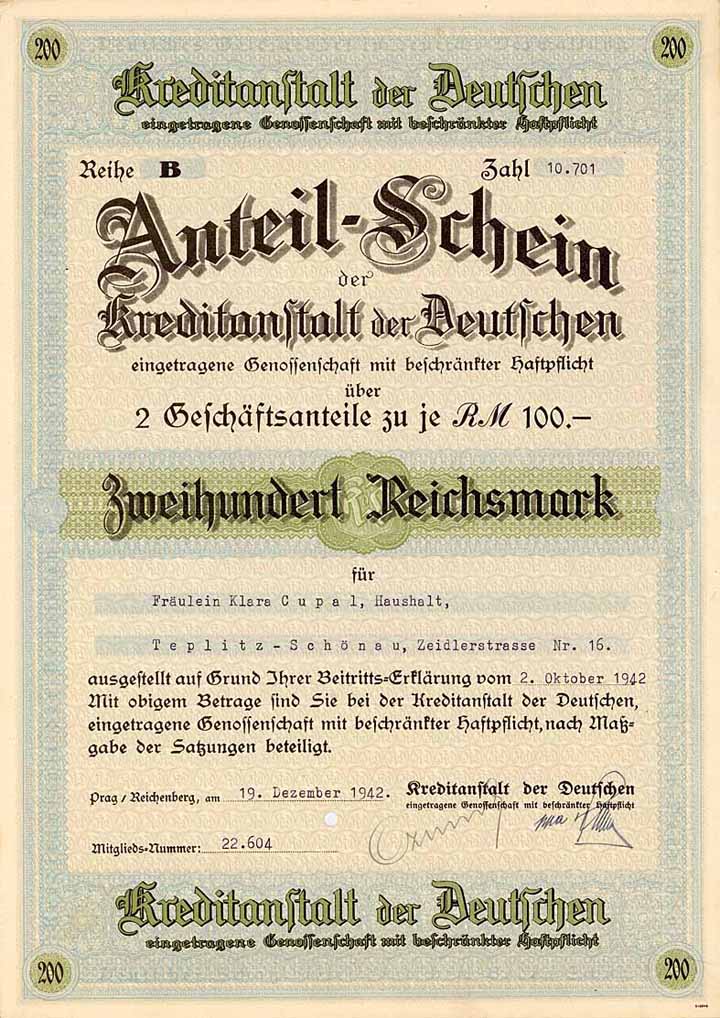 200 200
Kreditanstalt der Deutschen
eingetragene Genossenschaft mit beschränkter Haftpflicht
Reihe B Zahl 10.701
Anteil-Schein
der
Kreditanstalt der Deutschen
eingetragene Genossenschaft mit beschränkter Haftpflicht
über
2 Geschäftsanteile zu je RM 100.—
Zweihundert Reichsmark
für
Fräulein Klara Cupal, Haushalt,
Teplitz-Schönau, Zeidlerstrasse Nr. 16.
ausgestellt auf Grund Ihrer Beitritts-Erklärung vom 2. Oktober 1942
Mit obigem Betrage sind Sie bei der Kreditanstalt der Deutschen,
eingetragene Genossenschaft mit beschränkter Haftpflicht, nach Maß-
gabe der Satzungen beteiligt.
Prag / Reichenberg, am 19. Dezember 1942.
Kreditanstalt der Deutschen
eingetragene Genossenschaft mit beschränkter Haftpflicht
Mitglieds-Nummer: 22.604
Kreditanstalt der Deutschen
eingetragene Genossenschaft mit beschränkter Haftpflicht
200 200